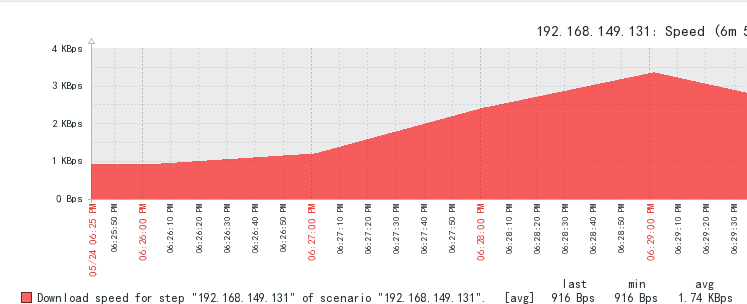 192.168.149.131: Speed (6m
4 KBps
3 KBps
2 KBps
1 KBps
0 Bps
05/24 06:25 PM
06:25:50 PM
06:26:00 PM
06:26:10 PM
06:26:20 PM
06:26:30 PM
06:26:40 PM
06:26:50 PM
06:27:00 PM
06:27:10 PM
06:27:20 PM
06:27:30 PM
06:27:40 PM
06:27:50 PM
06:28:00 PM
06:28:10 PM
06:28:20 PM
06:28:30 PM
06:28:40 PM
06:28:50 PM
06:29:00 PM
06:29:10 PM
06:29:20 PM
06:29:30 PM
last min avg
Download speed for step "192.168.149.131" of scenario "192.168.149.131". [avg] 916 Bps 916 Bps 1.74 KBps